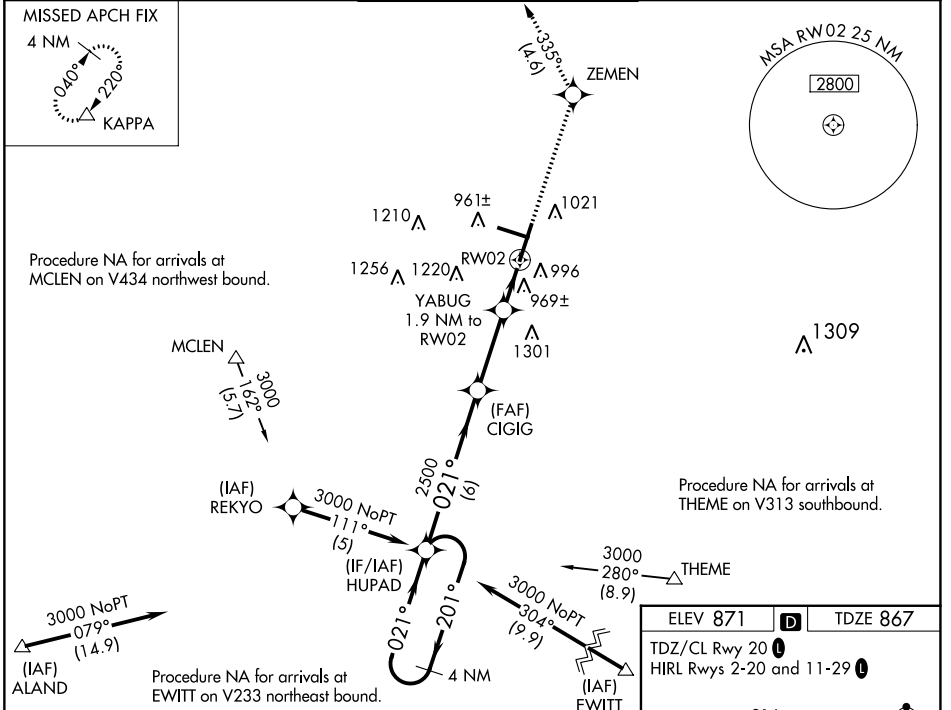 MISSED APCH FIX
4 NM
040°
220°
KAPPA
335°
(4.6)
ZEMEN
MSA RW02 25 NM
2800
1210
961±
1021
Procedure NA for arrivals at
MCLEN on V434 northwest bound.
1256
1220
RW02
996
YABUG
1.9 NM to
RW02
969±
1301
1309
MCLEN
3000
162°
(5.7)
(FAF)
CIGIG
2500
021°
(6)
Procedure NA for arrivals at
THEME on V313 southbound.
(IAF)
REKYO
3000 NoPT
111°
(5)
(IF/IAF)
HUPAD
3000
280°
(8.9)
THEME
021°
201°
4 NM
3000 NoPT
304°
(9.9)
(IAF)
EWITT
3000 NoPT
079°
(14.9)
(IAF)
ALAND
Procedure NA for arrivals at
EWITT on V233 northeast bound.
ELEV 871
D
TDZE 867
TDZ/CL Rwy 20 L
HIRL Rwys 2-20 and 11-29 L